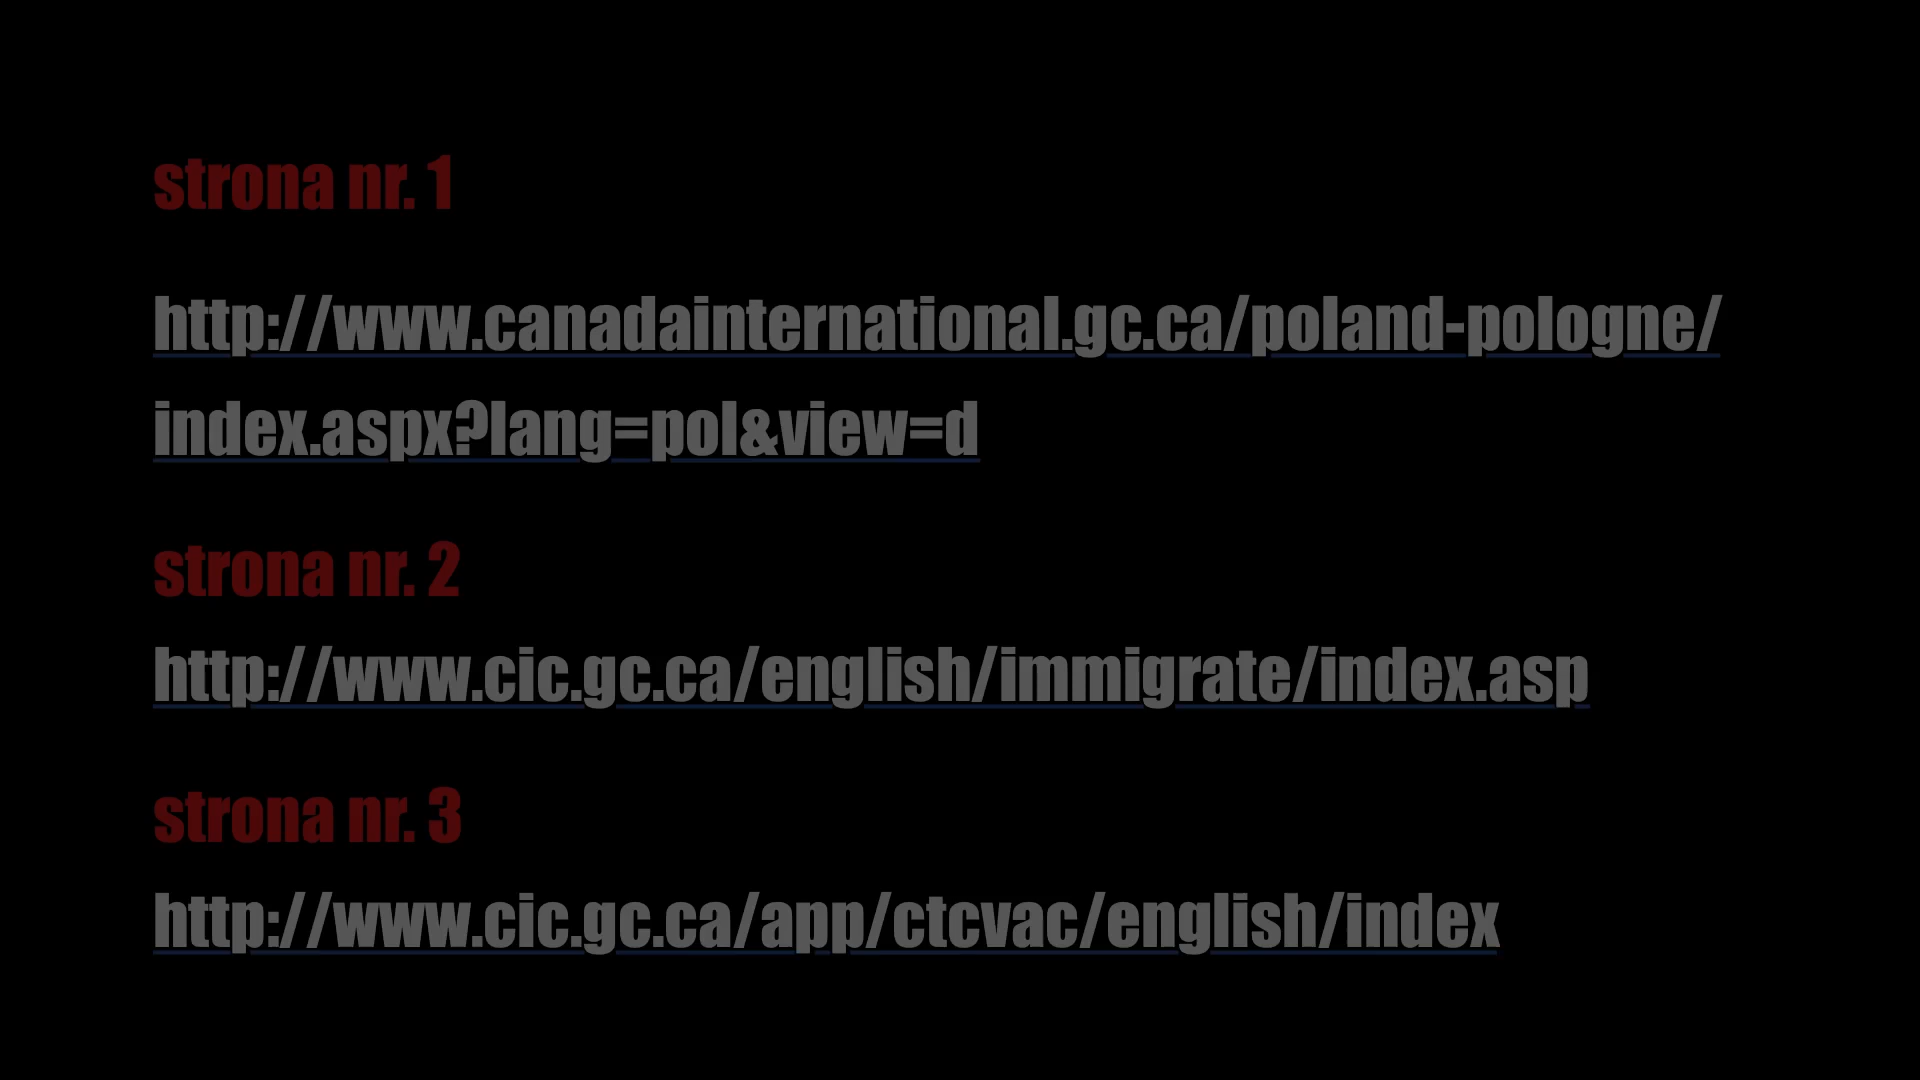 strona nr. 1
http://www.canadainternational.gc.ca/poland-pologne/
index.aspx?lang=pol&view=d
strona nr. 2
http://www.cic.gc.ca/english/immigrate/index.asp
strona nr. 3
http://www.cic.gc.ca/app/ctcvac/english/index